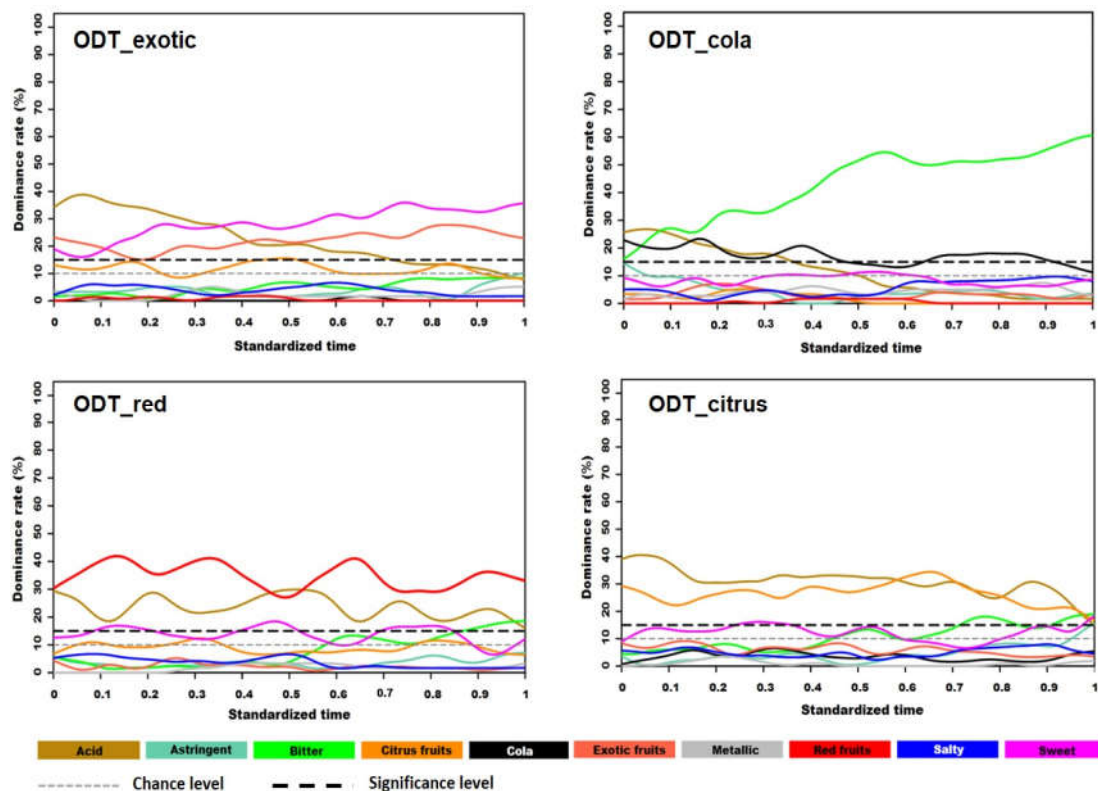 ODT_exotic
Dominance rate (%)
0 10 20 30 40 50 60 70 80 90 100
0 0.1 0.2 0.3 0.4 0.5 0.6 0.7 0.8 0.9 1
Standardized time
ODT_cola
Dominance rate (%)
0 10 20 30 40 50 60 70 80 90 100
0 0.1 0.2 0.3 0.4 0.5 0.6 0.7 0.8 0.9 1
Standardized time
ODT_red
Dominance rate (%)
0 10 20 30 40 50 60 70 80 90 100
0 0.1 0.2 0.3 0.4 0.5 0.6 0.7 0.8 0.9 1
Standardized time
ODT_citrus
Dominance rate (%)
0 10 20 30 40 50 60 70 80 90 100
0 0.1 0.2 0.3 0.4 0.5 0.6 0.7 0.8 0.9 1
Standardized time
Acid Astringent Bitter Citrus fruits Cola Exotic fruits Metallic Red fruits Salty Sweet
Chance level Significance level